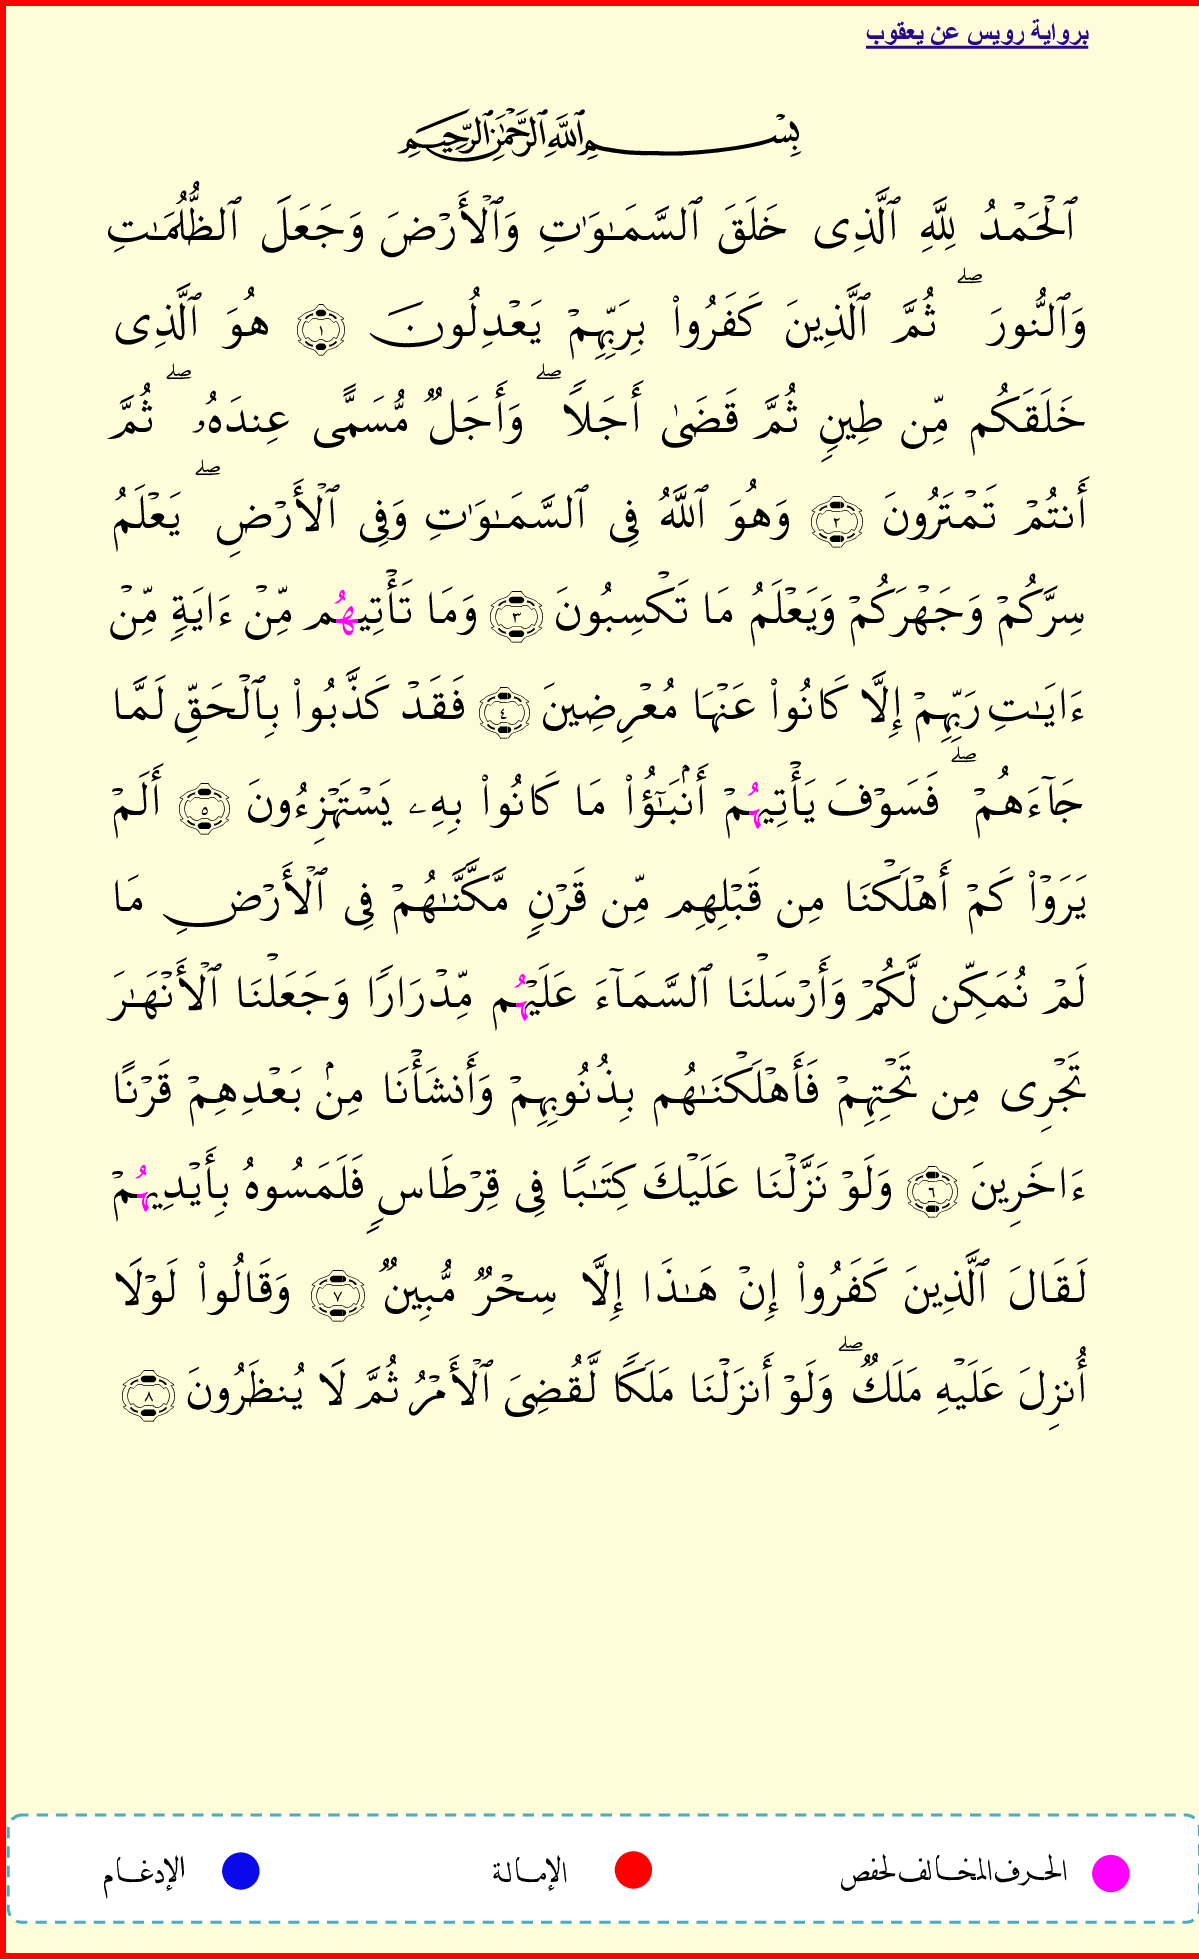 برواية رويس عن يعقوب
بِسْمِ ٱللَّهِ ٱلرَّحْمَٰنِ ٱلرَّحِيمِ
ٱلْحَمْدُ لِلَّهِ ٱلَّذِى خَلَقَ ٱلسَّمَـٰوَٰتِ وَٱلْأَرْضَ وَجَعَلَ ٱلظُّلُمَـٰتِ
وَٱلنُّورَ ۖ ثُمَّ ٱلَّذِينَ كَفَرُوا۟ بِرَبِّهِمْ يَعْدِلُونَ ١ هُوَ ٱلَّذِى
خَلَقَكُم مِّن طِينٍ ثُمَّ قَضَىٰٓ أَجَلًا ۖ وَأَجَلٌ مُّسَمًّى عِندَهُۥ ۖ ثُمَّ
أَنتُمْ تَمْتَرُونَ ٢ وَهُوَ ٱللَّهُ فِى ٱلسَّمَـٰوَٰتِ وَفِى ٱلْأَرْضِ ۖ يَعْلَمُ
سِرَّكُمْ وَجَهْرَكُمْ وَيَعْلَمُ مَا تَكْسِبُونَ ٣ وَمَا تَأْتِيهُم مِّنْ ءَايَةٍ مِّنْ
ءَايَـٰتِ رَبِّهِمْ إِلَّا كَانُوا۟ عَنْهَا مُعْرِضِينَ ٤ فَقَدْ كَذَّبُوا۟ بِٱلْحَقِّ لَمَّا
جَآءَهُمْ ۖ فَسَوْفَ يَأْتِيهُمْ أَنۢبَـٰٓؤُا۟ مَا كَانُوا۟ بِهِۦ يَسْتَهْزِءُونَ ٥ أَلَمْ
يَرَوْا۟ كَمْ أَهْلَكْنَا مِن قَبْلِهِم مِّن قَرْنٍ مَّكَّنَّـٰهُمْ فِى ٱلْأَرْضِ مَا
لَمْ نُمَكِّن لَّكُمْ وَأَرْسَلْنَا ٱلسَّمَآءَ عَلَيْهُم مِّدْرَارًا وَجَعَلْنَا ٱلْأَنْهَـٰرَ
تَجْرِى مِن تَحْتِهِمْ فَأَهْلَكْنَـٰهُم بِذُنُوبِهِمْ وَأَنشَأْنَا مِنۢ بَعْدِهِمْ قَرْنًا
ءَاخَرِينَ ٦ وَلَوْ نَزَّلْنَا عَلَيْكَ كِتَـٰبًا فِى قِرْطَاسٍ فَلَمَسُوهُ بِأَيْدِيهُمْ
لَقَالَ ٱلَّذِينَ كَفَرُوا۟ إِنْ هَـٰذَا إِلَّا سِحْرٌ مُّبِينٌ ٧ وَقَالُوا۟ لَوْلَا
أُنزِلَ عَلَيْهِ مَلَكٌ ۖ وَلَوْ أَنزَلْنَا مَلَكًا لَّقُضِىَ ٱلْأَمْرُ ثُمَّ لَا يُنظَرُونَ ٨
الحرف المخالف لحفص الإمالة الإدغام